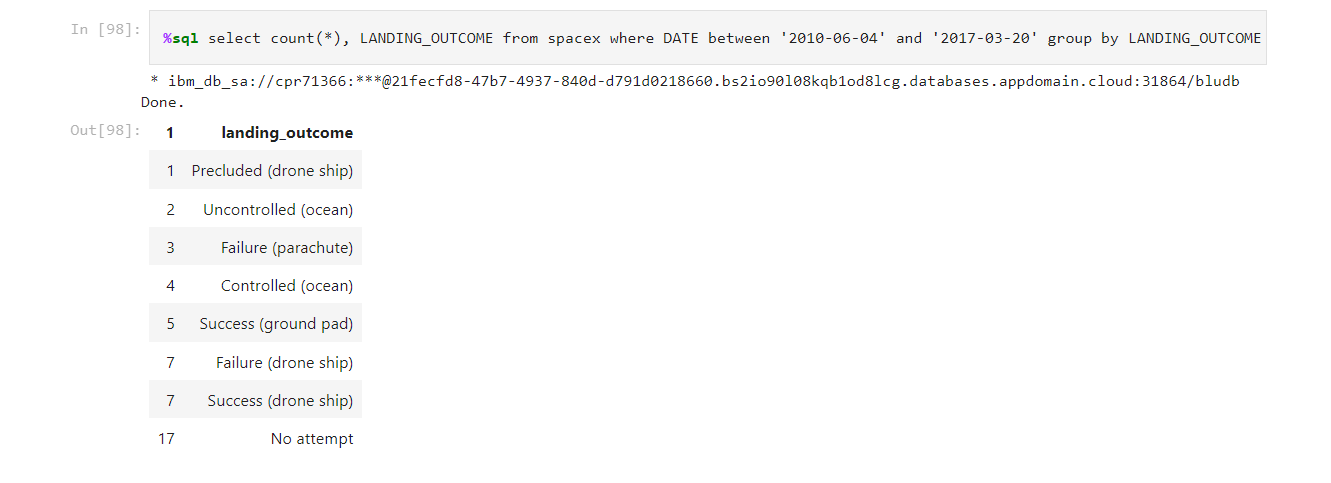 In [98]: %sql select count(*), LANDING_OUTCOME from spacex where DATE between '2010-06-04' and '2017-03-20' group by LANDING_OUTCOME
* ibm_db_sa://cpr71366:***@21fecfd8-47b7-4937-840d-d791d0218660.bs2io90l08kqb1od8lcg.databases.appdomain.cloud:31864/bludb
Done.
Out[98]: 1 landing_outcome
1 Precluded (drone ship)
2 Uncontrolled (ocean)
3 Failure (parachute)
4 Controlled (ocean)
5 Success (ground pad)
7 Failure (drone ship)
7 Success (drone ship)
17 No attempt